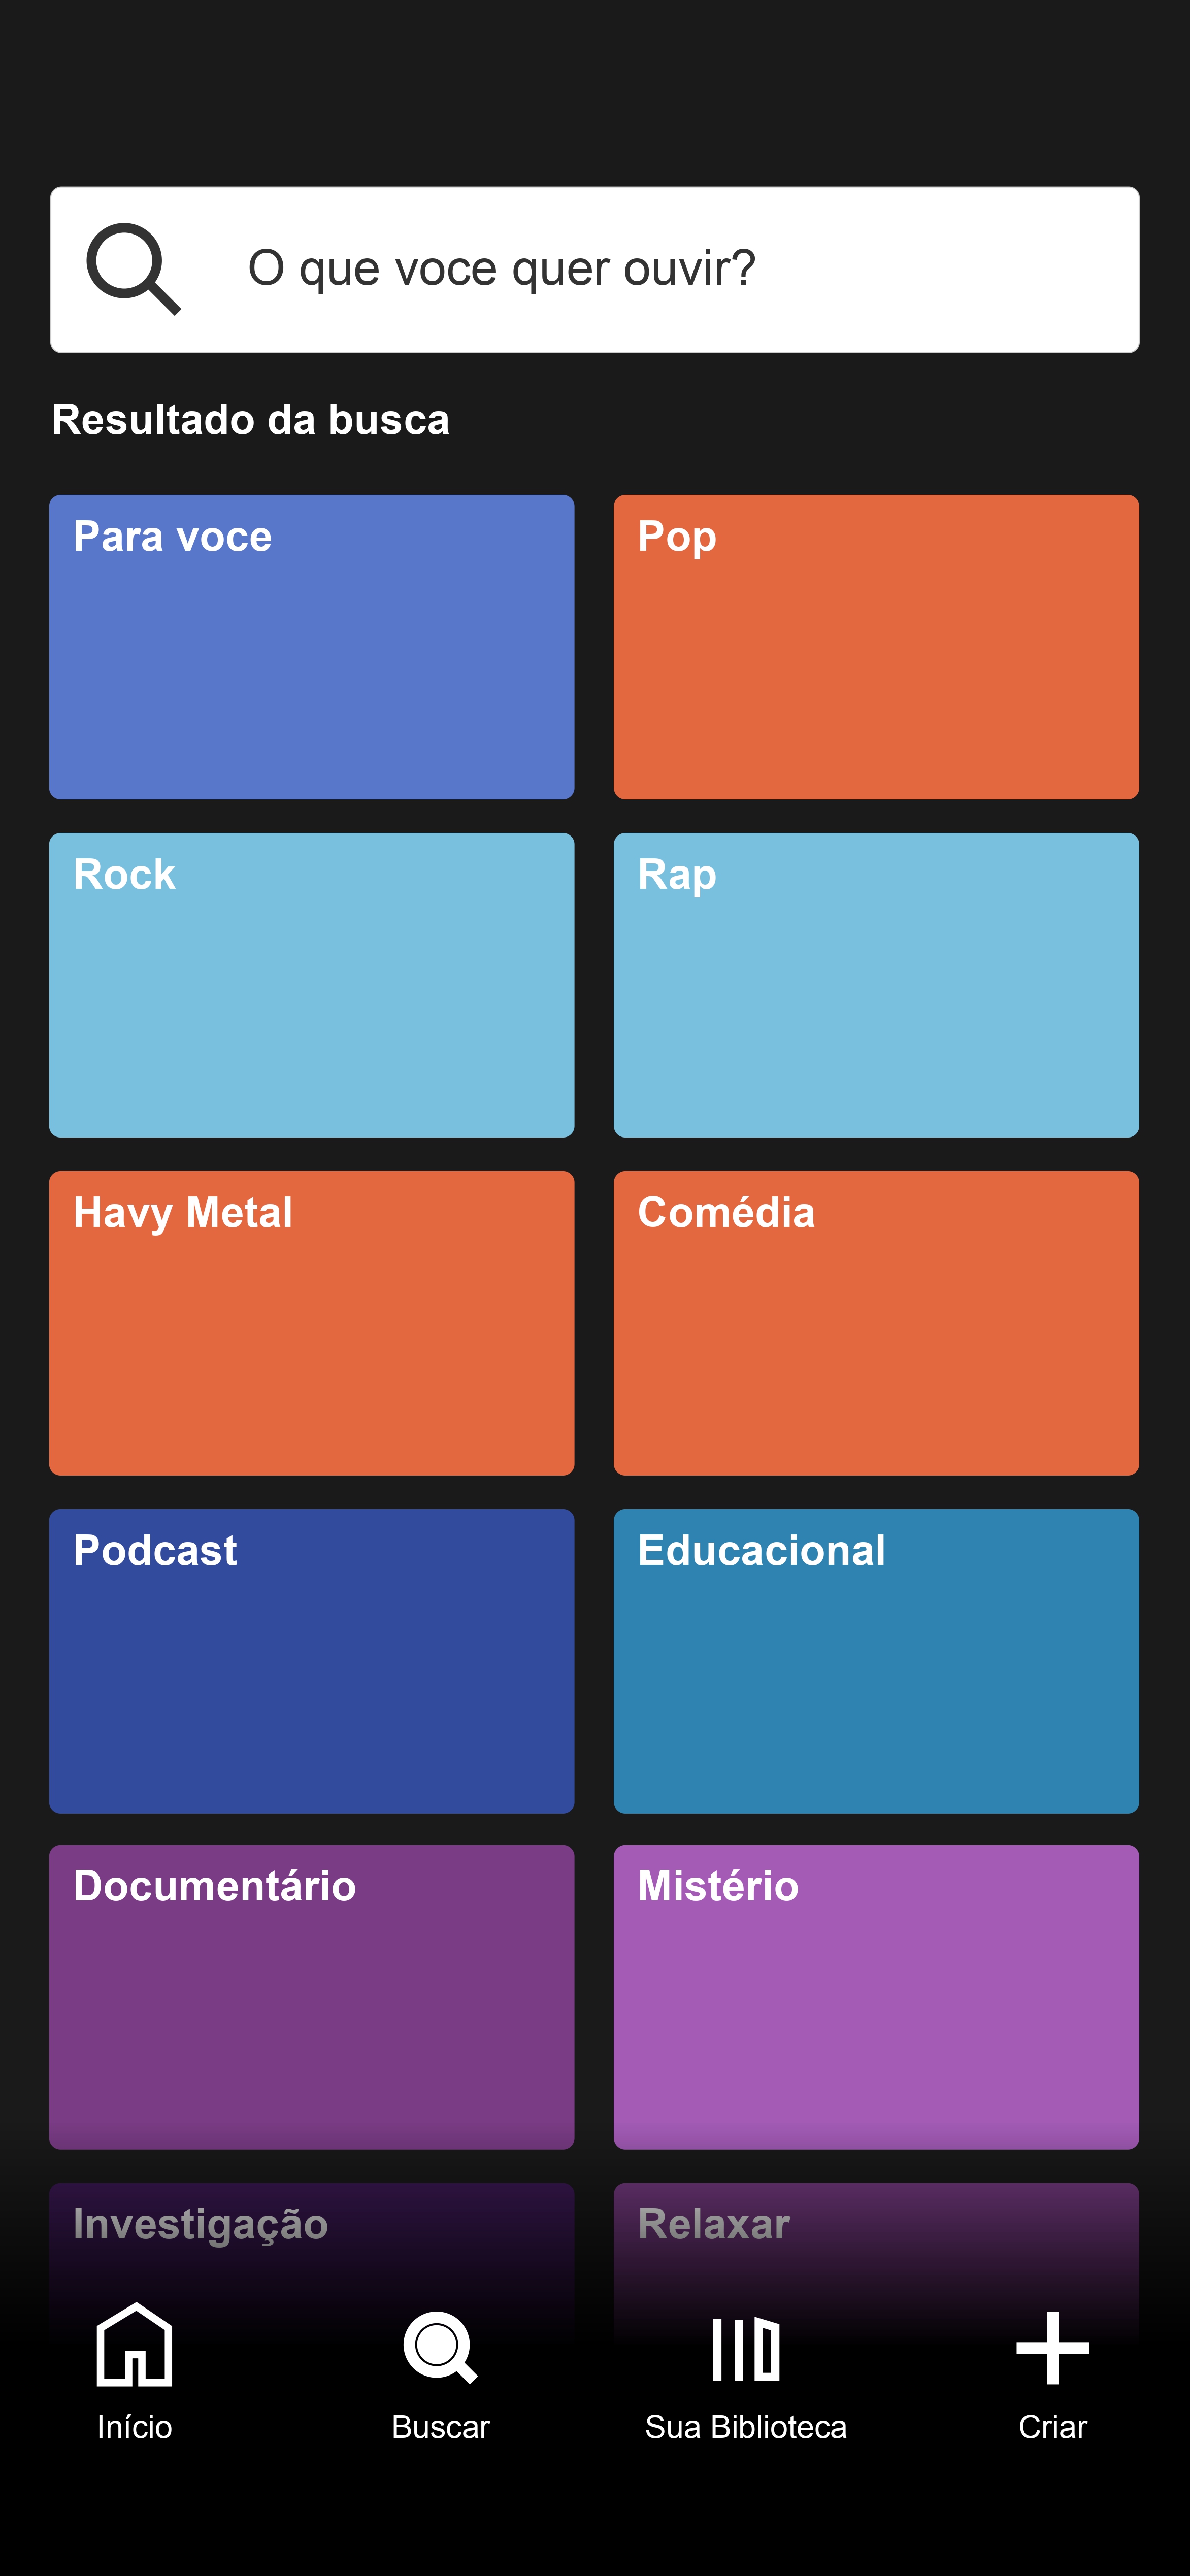 O que voce quer ouvir?
Resultado da busca
Para voce
Pop
Rock
Rap
Havy Metal
Comédia
Podcast
Educacional
Documentário
Mistério
Investigação
Relaxar
Início
Buscar
Sua Biblioteca
Criar